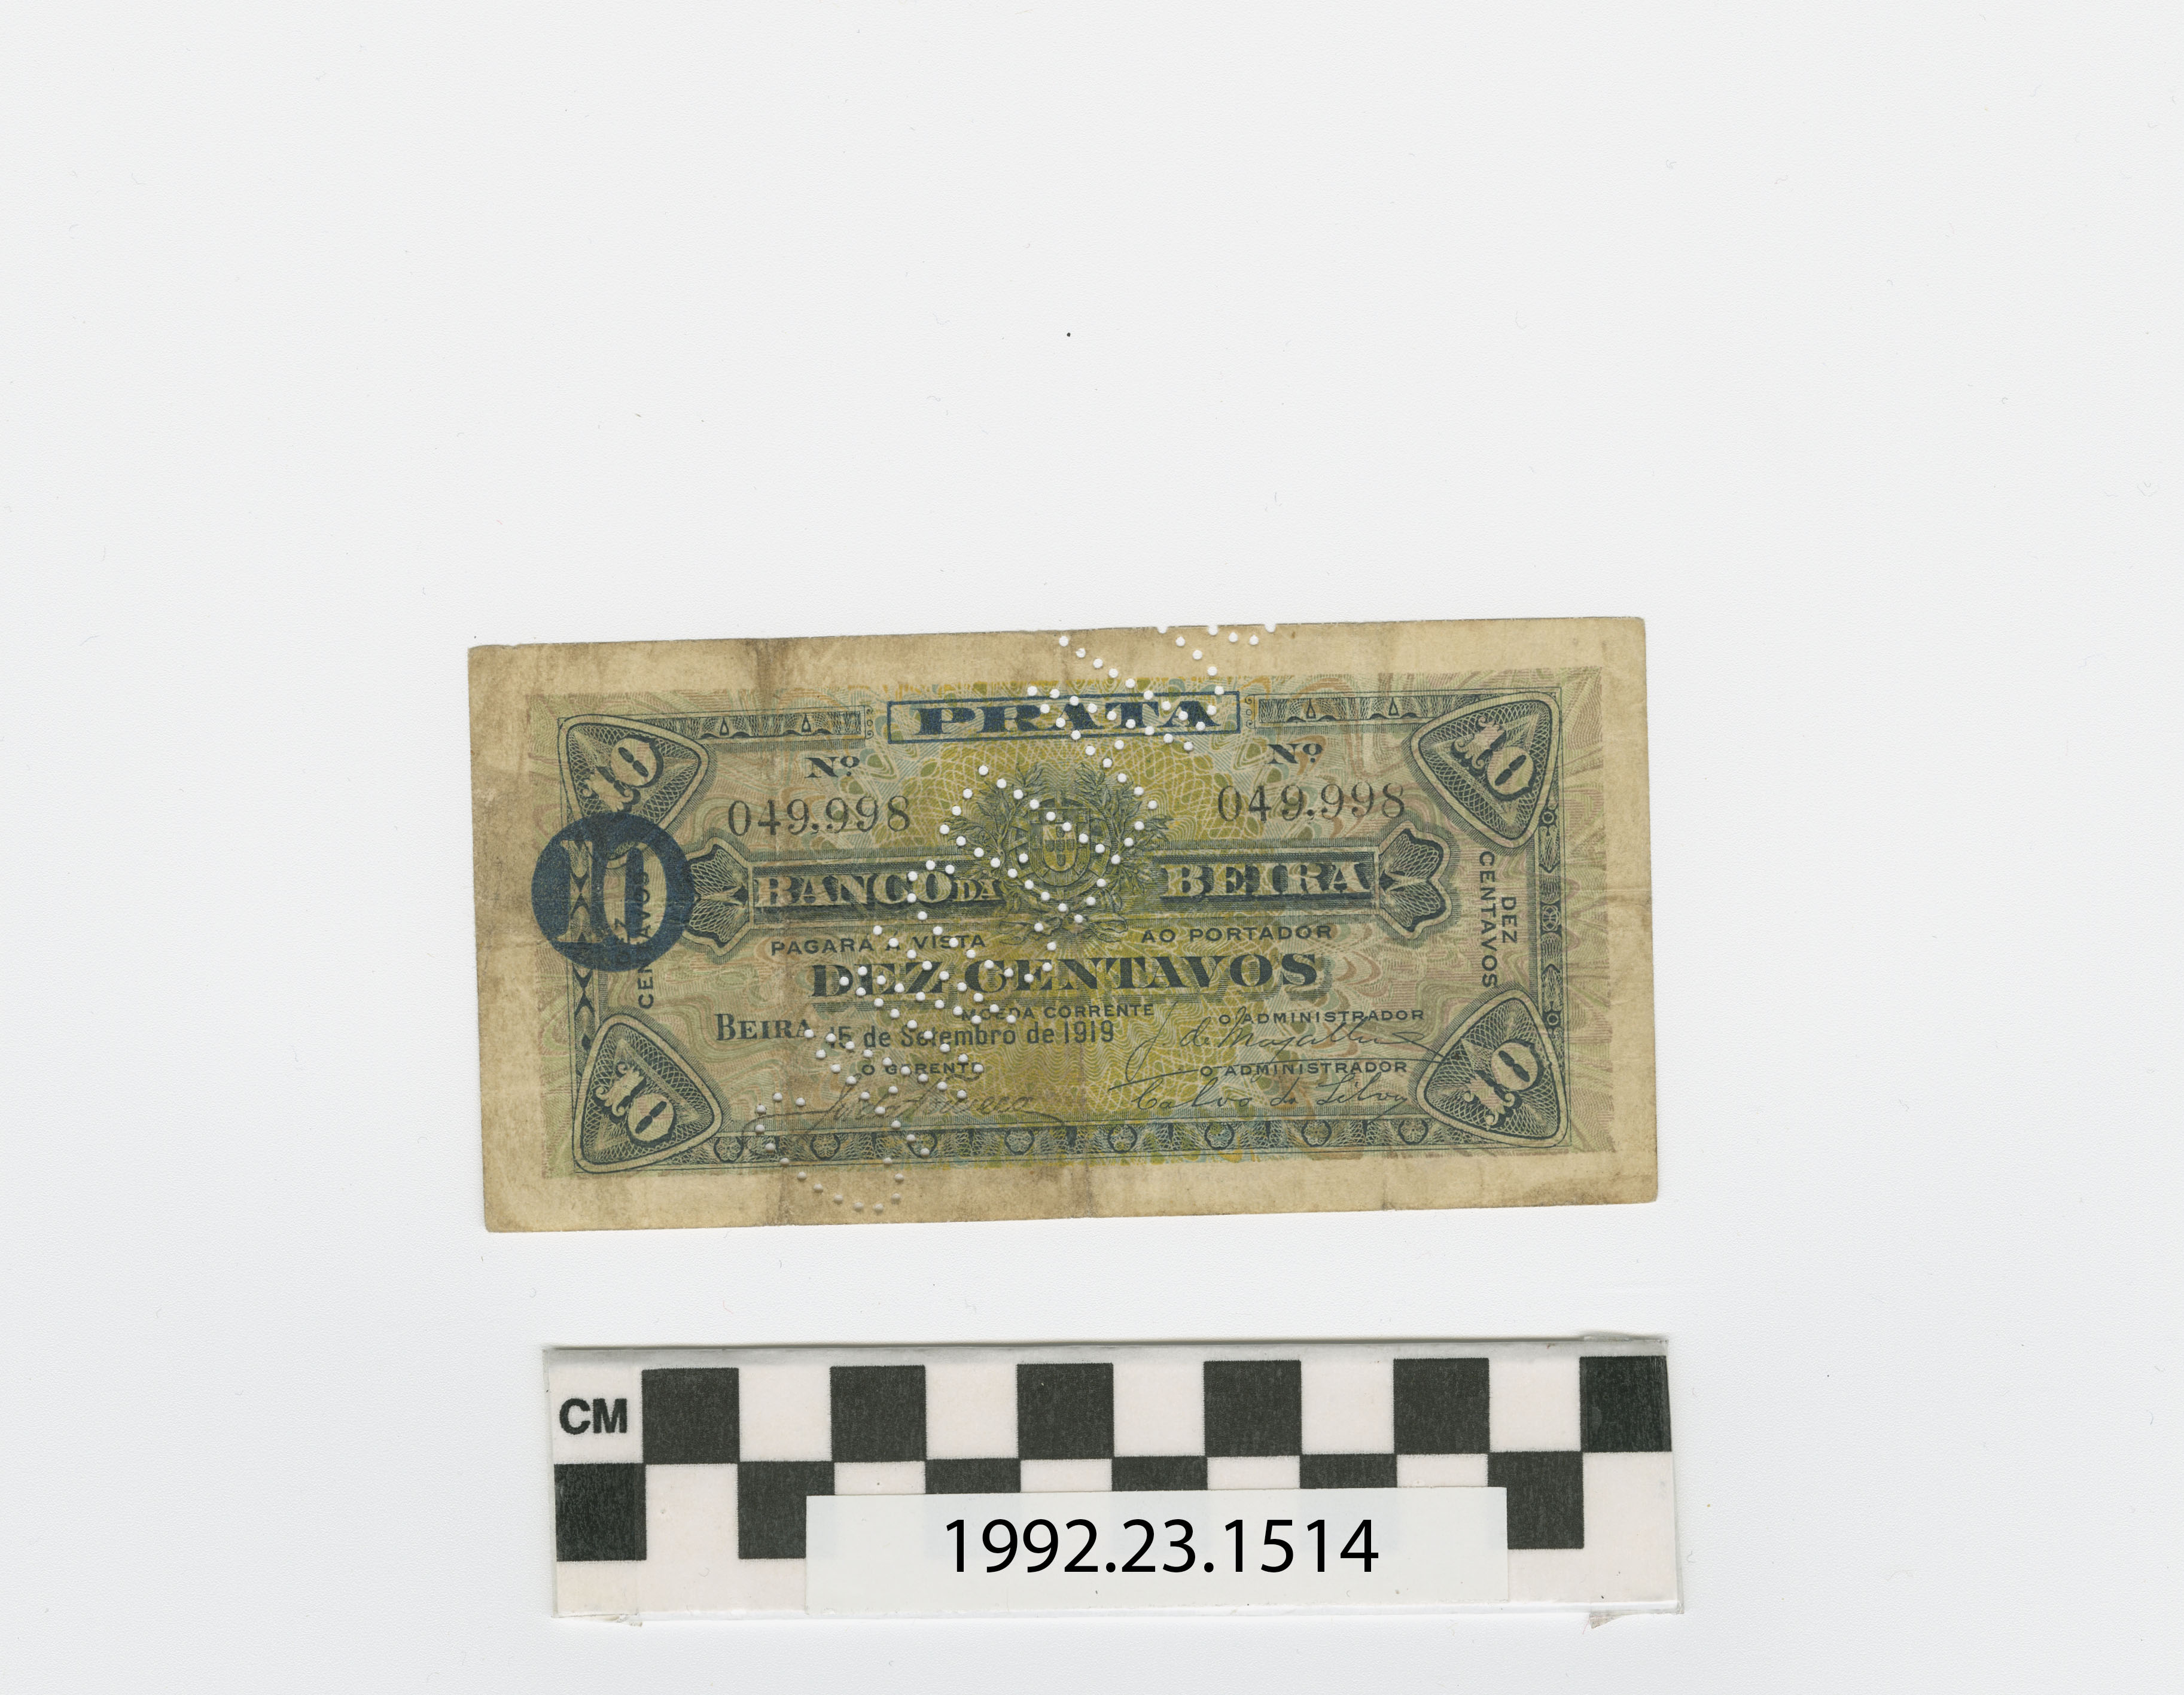 PRATA
10
10
Nº
Nº
049,998
049.998
10
BANCO DA BEIRA
DEZ
CENTAVOS
DEZ
CENTAVOS
PAGARÁ Á VISTA AO PORTADOR
DEZ CENTAVOS
MOEDA CORRENTE
BEIRA, 15 de Setembro de 1919
O ADMINISTRADOR
O GERENTE
O ADMINISTRADOR
10
10
CM
1992.23.1514